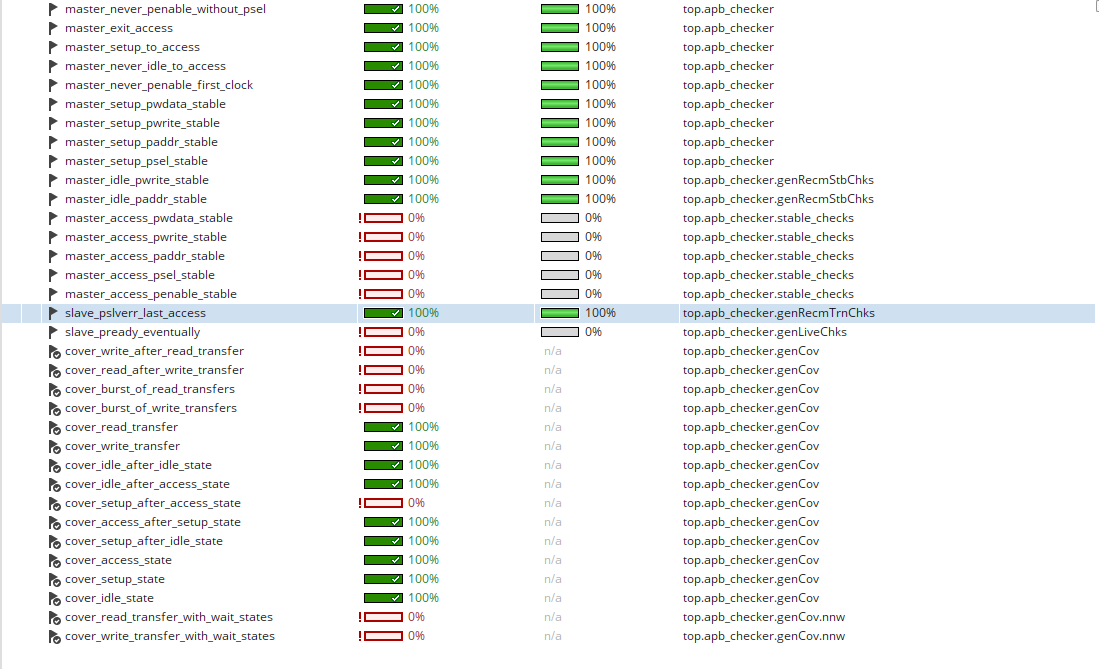 master_never_penable_without_psel 100% 100% top.apb_checker
master_exit_access 100% 100% top.apb_checker
master_setup_to_access 100% 100% top.apb_checker
master_never_idle_to_access 100% 100% top.apb_checker
master_never_penable_first_clock 100% 100% top.apb_checker
master_setup_pwdata_stable 100% 100% top.apb_checker
master_setup_pwrite_stable 100% 100% top.apb_checker
master_setup_paddr_stable 100% 100% top.apb_checker
master_setup_psel_stable 100% 100% top.apb_checker
master_idle_pwrite_stable 100% 100% top.apb_checker.genRecmStbChks
master_idle_paddr_stable 100% 100% top.apb_checker.genRecmStbChks
master_access_pwdata_stable ! 0% 0% top.apb_checker.stable_checks
master_access_pwrite_stable ! 0% 0% top.apb_checker.stable_checks
master_access_paddr_stable ! 0% 0% top.apb_checker.stable_checks
master_access_psel_stable ! 0% 0% top.apb_checker.stable_checks
master_access_penable_stable ! 0% 0% top.apb_checker.stable_checks
slave_pslverr_last_access 100% 100% top.apb_checker.genRecmTrnChks
slave_pready_eventually ! 0% 0% top.apb_checker.genLiveChks
cover_write_after_read_transfer ! 0% n/a top.apb_checker.genCov
cover_read_after_write_transfer ! 0% n/a top.apb_checker.genCov
cover_burst_of_read_transfers ! 0% n/a top.apb_checker.genCov
cover_burst_of_write_transfers ! 0% n/a top.apb_checker.genCov
cover_read_transfer 100% n/a top.apb_checker.genCov
cover_write_transfer 100% n/a top.apb_checker.genCov
cover_idle_after_idle_state 100% n/a top.apb_checker.genCov
cover_idle_after_access_state 100% n/a top.apb_checker.genCov
cover_setup_after_access_state ! 0% n/a top.apb_checker.genCov
cover_access_after_setup_state 100% n/a top.apb_checker.genCov
cover_setup_after_idle_state 100% n/a top.apb_checker.genCov
cover_access_state 100% n/a top.apb_checker.genCov
cover_setup_state 100% n/a top.apb_checker.genCov
cover_idle_state 100% n/a top.apb_checker.genCov
cover_read_transfer_with_wait_states ! 0% n/a top.apb_checker.genCov.nnw
cover_write_transfer_with_wait_states ! 0% n/a top.apb_checker.genCov.nnw